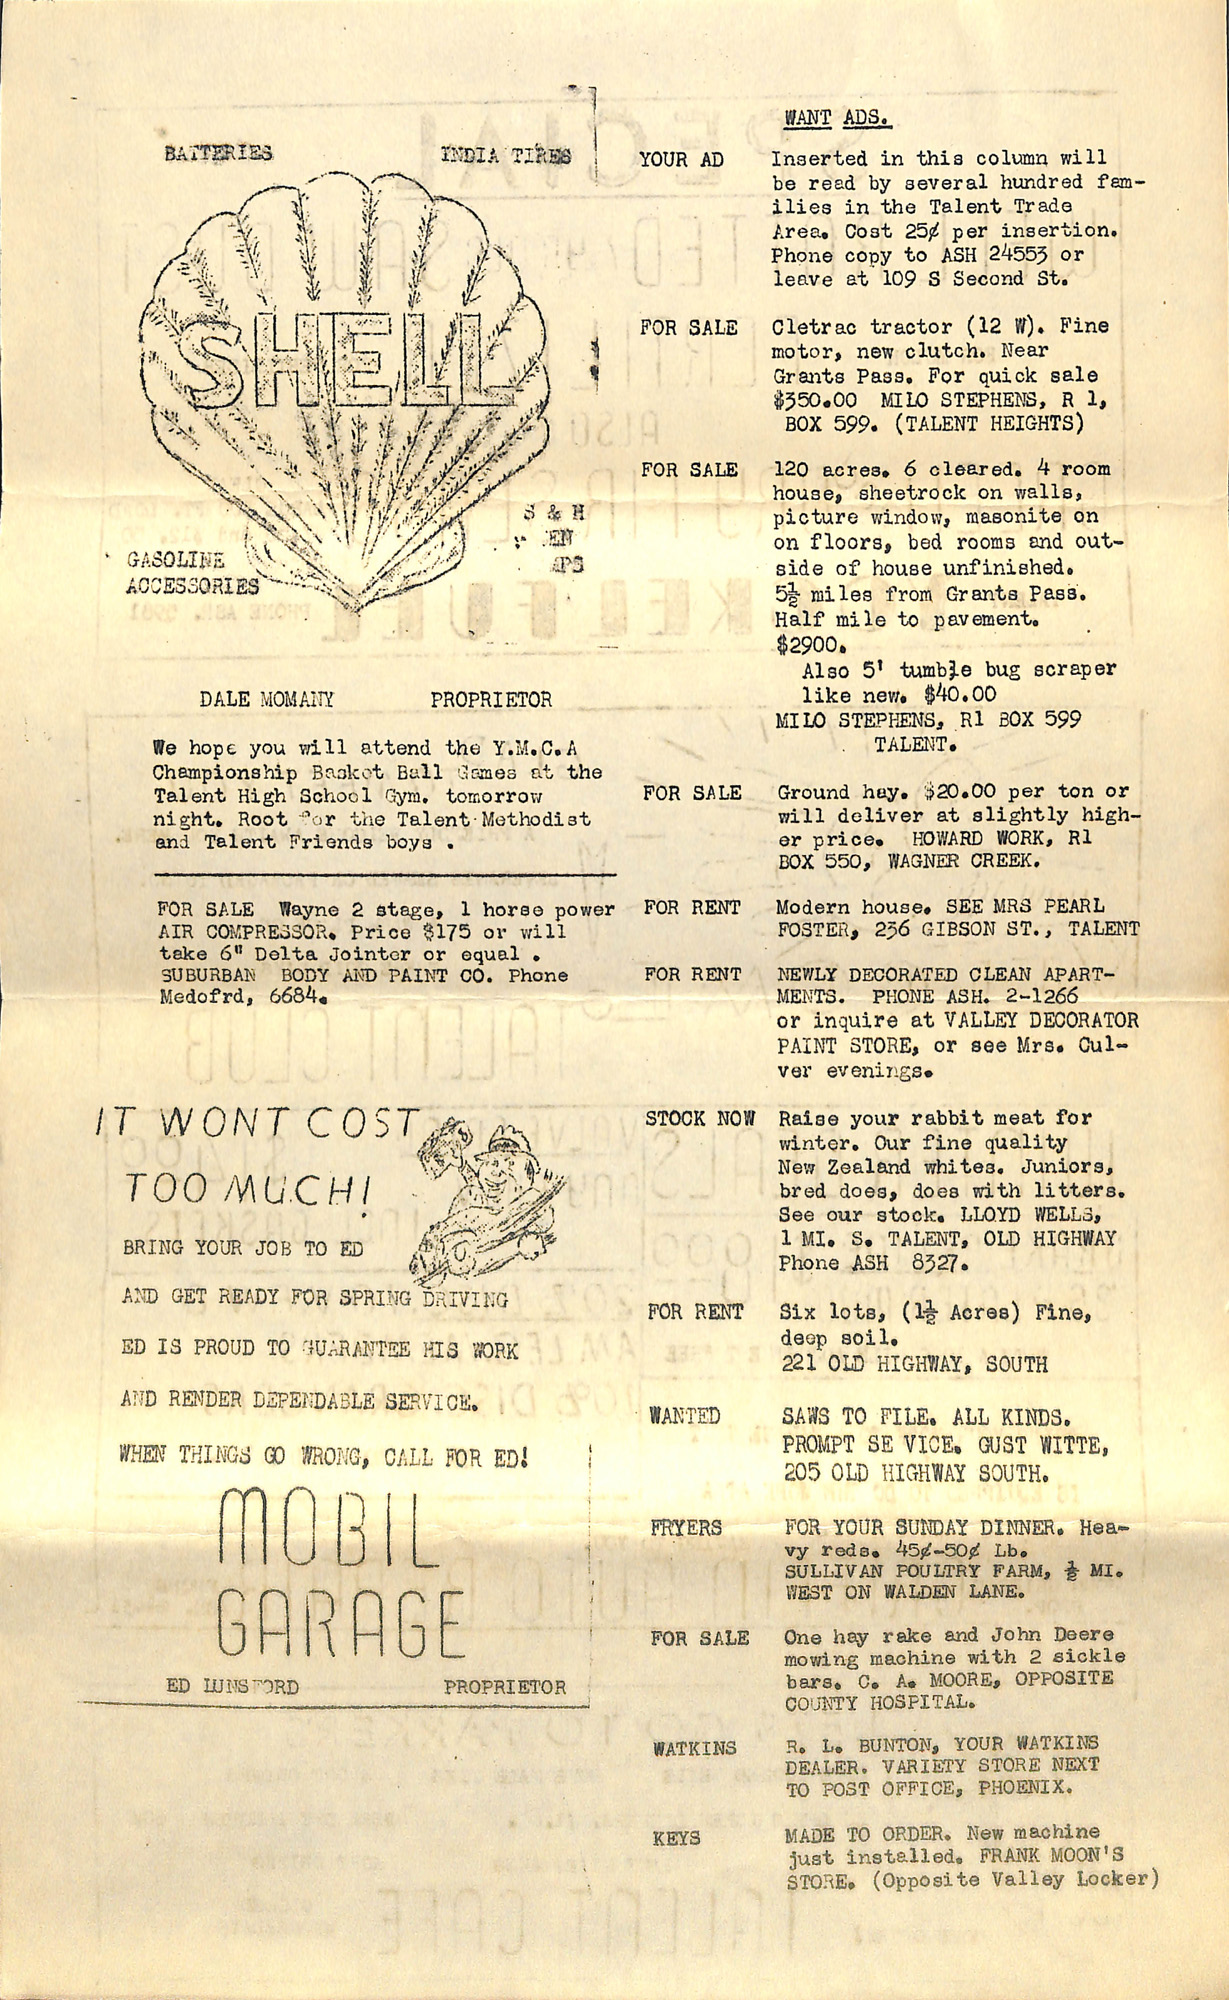 BATTERIES INDIA TIRES
SHELL
S & H
EN
APS
GASOLINE
ACCESSORIES
DALE MOMANY PROPRIETOR
We hope you will attend the Y.M.C.A
Championship Basket Ball Games at the
Talent High School Gym. tomorrow
night. Root for the Talent Methodist
and Talent Friends boys .
FOR SALE Wayne 2 stage, 1 horse power
AIR COMPRESSOR. Price $175 or will
take 6" Delta Jointer or equal .
SUBURBAN BODY AND PAINT CO. Phone
Medofrd, 6684.
IT WONT COST
TOO MUCH!
BRING YOUR JOB TO ED
AND GET READY FOR SPRING DRIVING
ED IS PROUD TO GUARANTEE HIS WORK
AND RENDER DEPENDABLE SERVICE.
WHEN THINGS GO WRONG, CALL FOR ED!
MOBIL
GARAGE
ED LUNSFORD PROPRIETOR
WANT ADS.
YOUR AD Inserted in this column will
be read by several hundred fam-
ilies in the Talent Trade
Area. Cost 25¢ per insertion.
Phone copy to ASH 24553 or
leave at 109 S Second St.
FOR SALE Cletrac tractor (12 W). Fine
motor, new clutch. Near
Grants Pass. For quick sale
$350.00 MILO STEPHENS, R 1,
BOX 599. (TALENT HEIGHTS)
FOR SALE 120 acres. 6 cleared. 4 room
house, sheetrock on walls,
picture window, masonite on
on floors, bed rooms and out-
side of house unfinished.
5½ miles from Grants Pass.
Half mile to pavement.
$2900.
Also 5' tumble bug scraper
like new. $40.00
MILO STEPHENS, R1 BOX 599
TALENT.
FOR SALE Ground hay. $20.00 per ton or
will deliver at slightly high-
er price. HOWARD WORK, R1
BOX 550, WAGNER CREEK.
FOR RENT Modern house. SEE MRS PEARL
FOSTER, 236 GIBSON ST., TALENT
FOR RENT NEWLY DECORATED CLEAN APART-
MENTS. PHONE ASH. 2-1266
or inquire at VALLEY DECORATOR
PAINT STORE, or see Mrs. Cul-
ver evenings.
STOCK NOW Raise your rabbit meat for
winter. Our fine quality
New Zealand whites. Juniors,
bred does, does with litters.
See our stock. LLOYD WELLS,
1 MI. S. TALENT, OLD HIGHWAY
Phone ASH 8327.
FOR RENT Six lots, (1½ Acres) Fine,
deep soil.
221 OLD HIGHWAY, SOUTH
WANTED SAWS TO FILE. ALL KINDS.
PROMPT SE VICE. GUST WITTE,
205 OLD HIGHWAY SOUTH.
FRYERS FOR YOUR SUNDAY DINNER. Hea-
vy reds. 45¢-50¢ Lb.
SULLIVAN POULTRY FARM, ½ MI.
WEST ON WALDEN LANE.
FOR SALE One hay rake and John Deere
mowing machine with 2 sickle
bars. C. A. MOORE, OPPOSITE
COUNTY HOSPITAL.
WATKINS R. L. BUNTON, YOUR WATKINS
DEALER. VARIETY STORE NEXT
TO POST OFFICE, PHOENIX.
KEYS MADE TO ORDER. New machine
just installed. FRANK MOON'S
STORE. (Opposite Valley Locker)